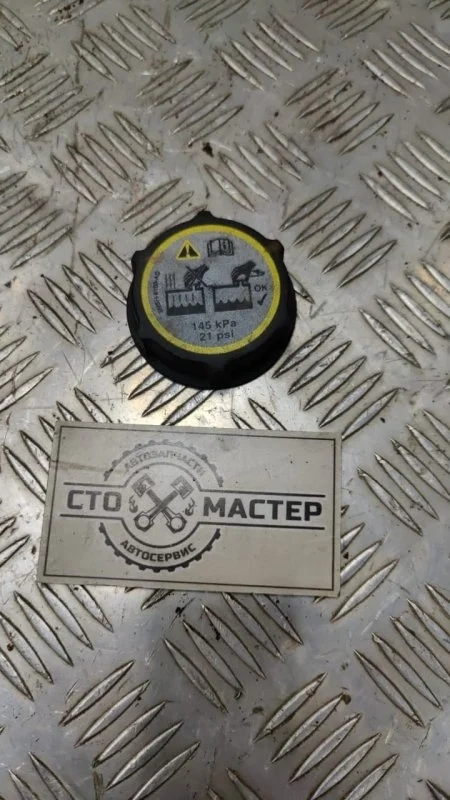 OK
145 kPa
21 psi
АВТОЗАПЧАСТИ
СТО МАСТЕР
АВТОСЕРВИС